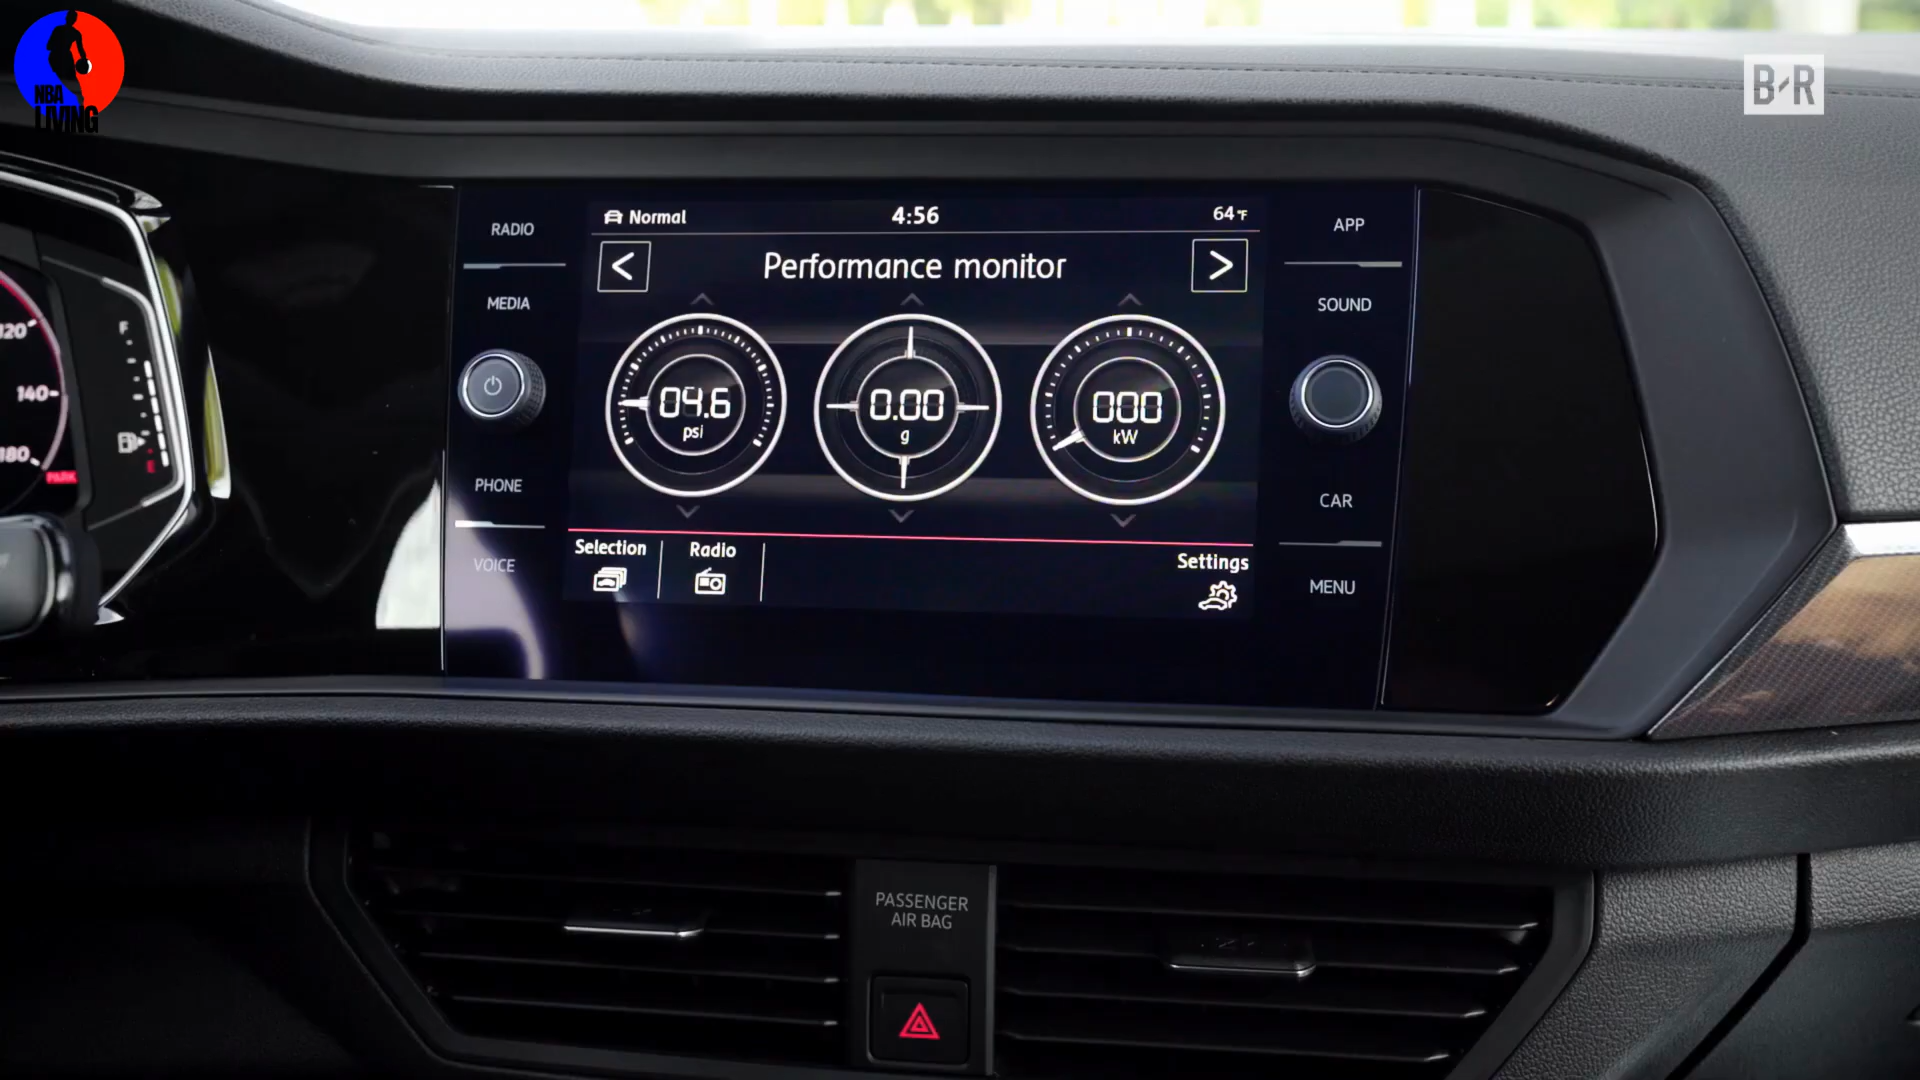 NBA
LIVING
B-R
RADIO
MEDIA
PHONE
VOICE
Normal
4:56
64°F
<
Performance monitor
>
04.6
psi
0.00
g
000
kW
Selection
Radio
Settings
APP
SOUND
CAR
MENU
120
140
180
PARK
F
E
PASSENGER
AIR BAG